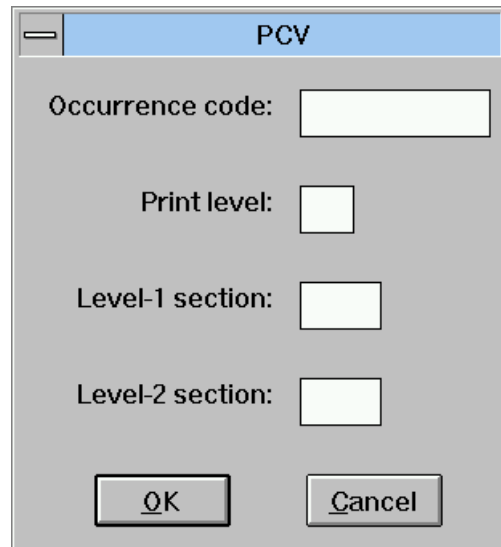 PCV
Occurrence code:
Print level:
Level-1 section:
Level-2 section:
OK Cancel